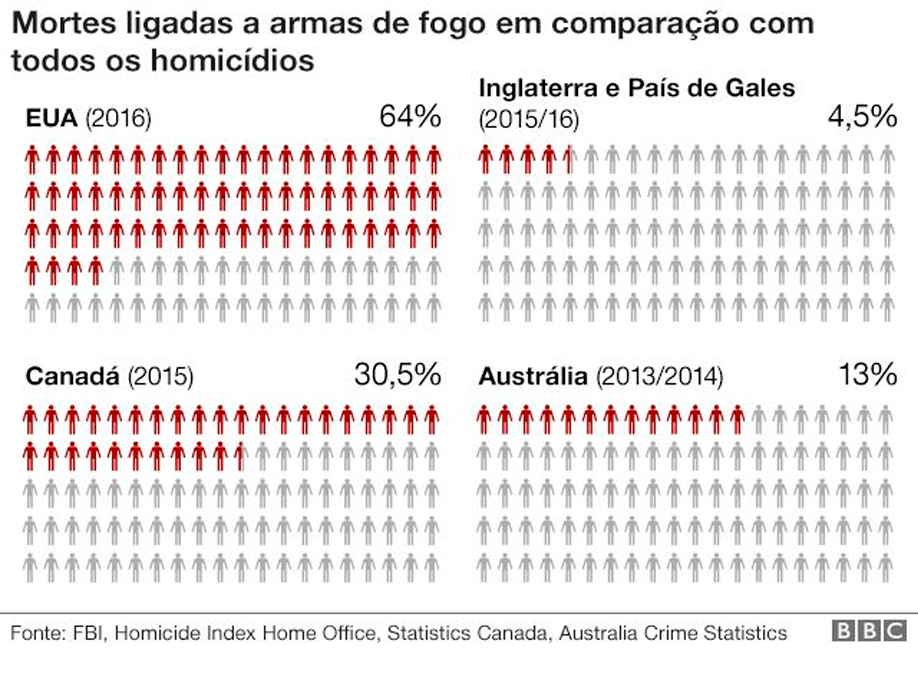 Mortes ligadas a armas de fogo em comparação com
todos os homicídios
EUA (2016) 64%
Inglaterra e País de Gales
(2015/16) 4,5%
Canadá (2015) 30,5%
Austrália (2013/2014) 13%
Fonte: FBI, Homicide Index Home Office, Statistics Canada, Australia Crime Statistics
BBC